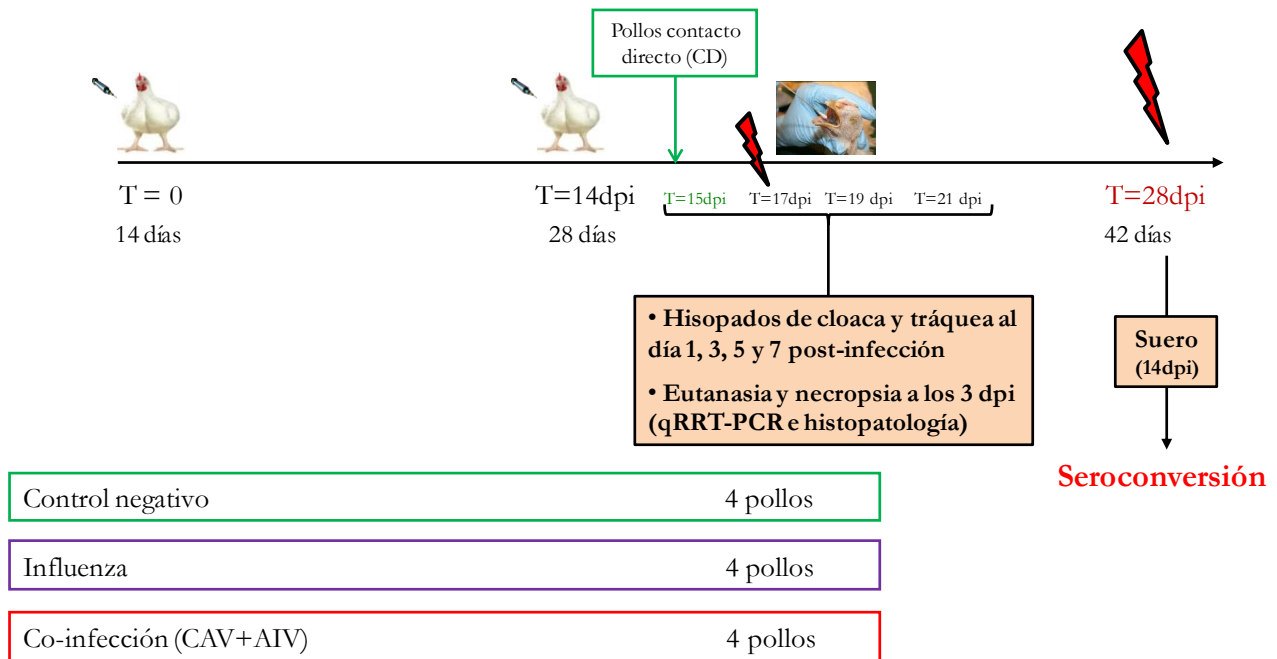 Pollos contacto
directo (CD)
T = 0
T=14dpi
T=15dpi
T=17dpi
T=19 dpi
T=21 dpi
T=28dpi
14 días
28 días
42 días
• Hisopados de cloaca y tráquea al
día 1, 3, 5 y 7 post-infección
• Eutanasia y necropsia a los 3 dpi
(qRRT-PCR e histopatología)
Suero
(14dpi)
Seroconversión
Control negativo 4 pollos
Influenza 4 pollos
Co-infección (CAV+AIV) 4 pollos